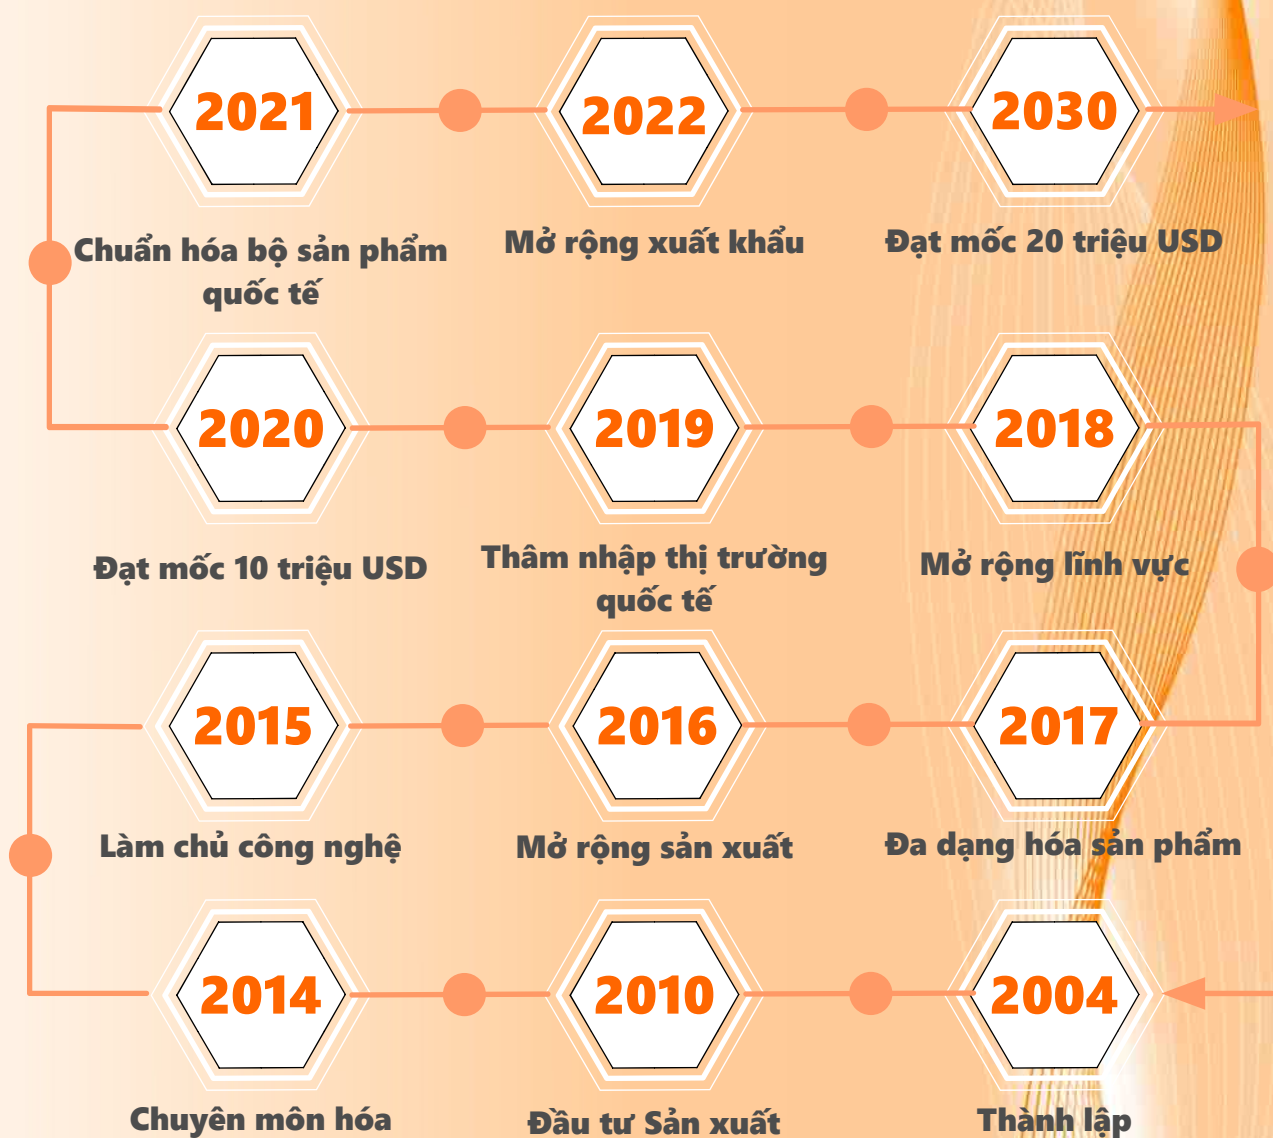 2021
2022
2030
Chuẩn hóa bộ sản phẩm
quốc tế
Mở rộng xuất khẩu
Đạt mốc 20 triệu USD
2020
2019
2018
Đạt mốc 10 triệu USD
Thâm nhập thị trường
quốc tế
Mở rộng lĩnh vực
2015
2016
2017
Làm chủ công nghệ
Mở rộng sản xuất
Đa dạng hóa sản phẩm
2014
2010
2004
Chuyên môn hóa
Đầu tư Sản xuất
Thành lập